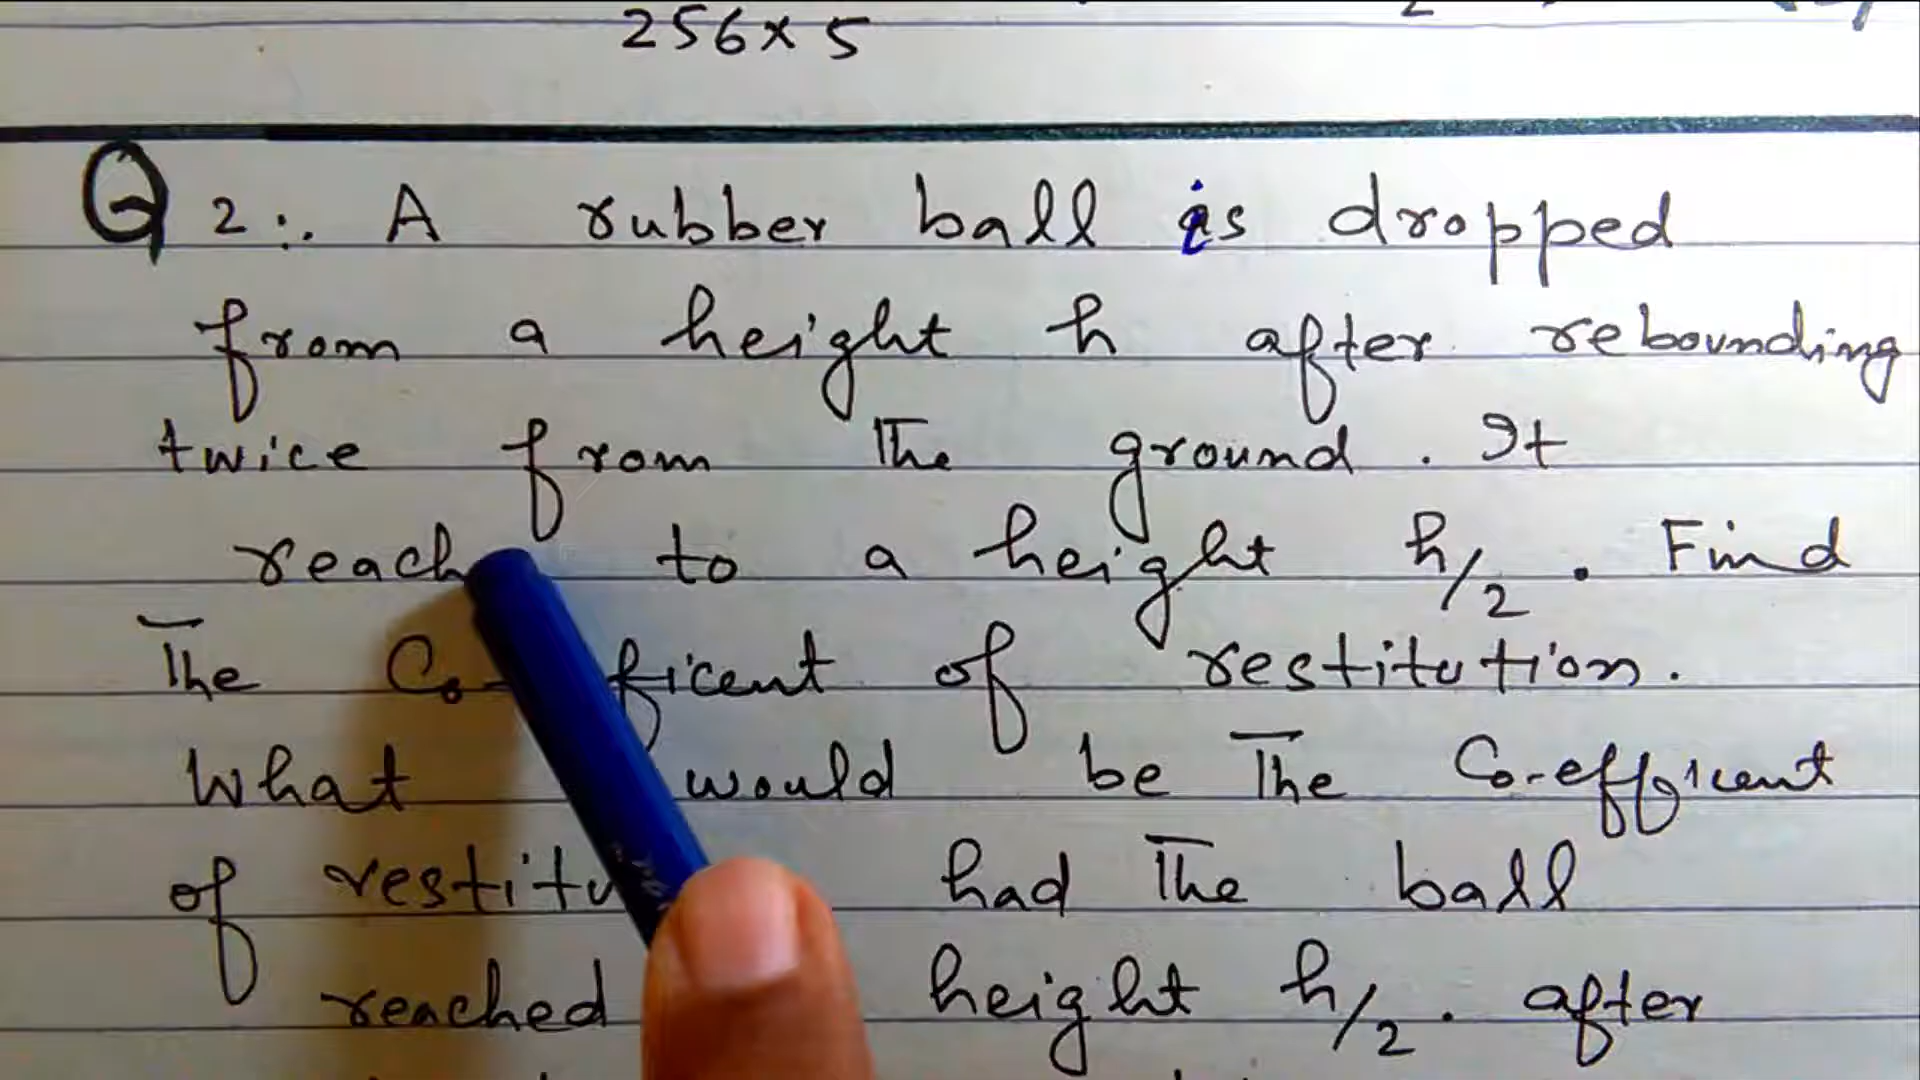 256×5
Q 2:. A rubber ball is dropped
from a height h after rebounding
twice from the ground. It
reach to a height h/2. Find
The Co- ficent of restitution.
What would be The Co-efficent
of restitu had The ball
reached height h/2. after